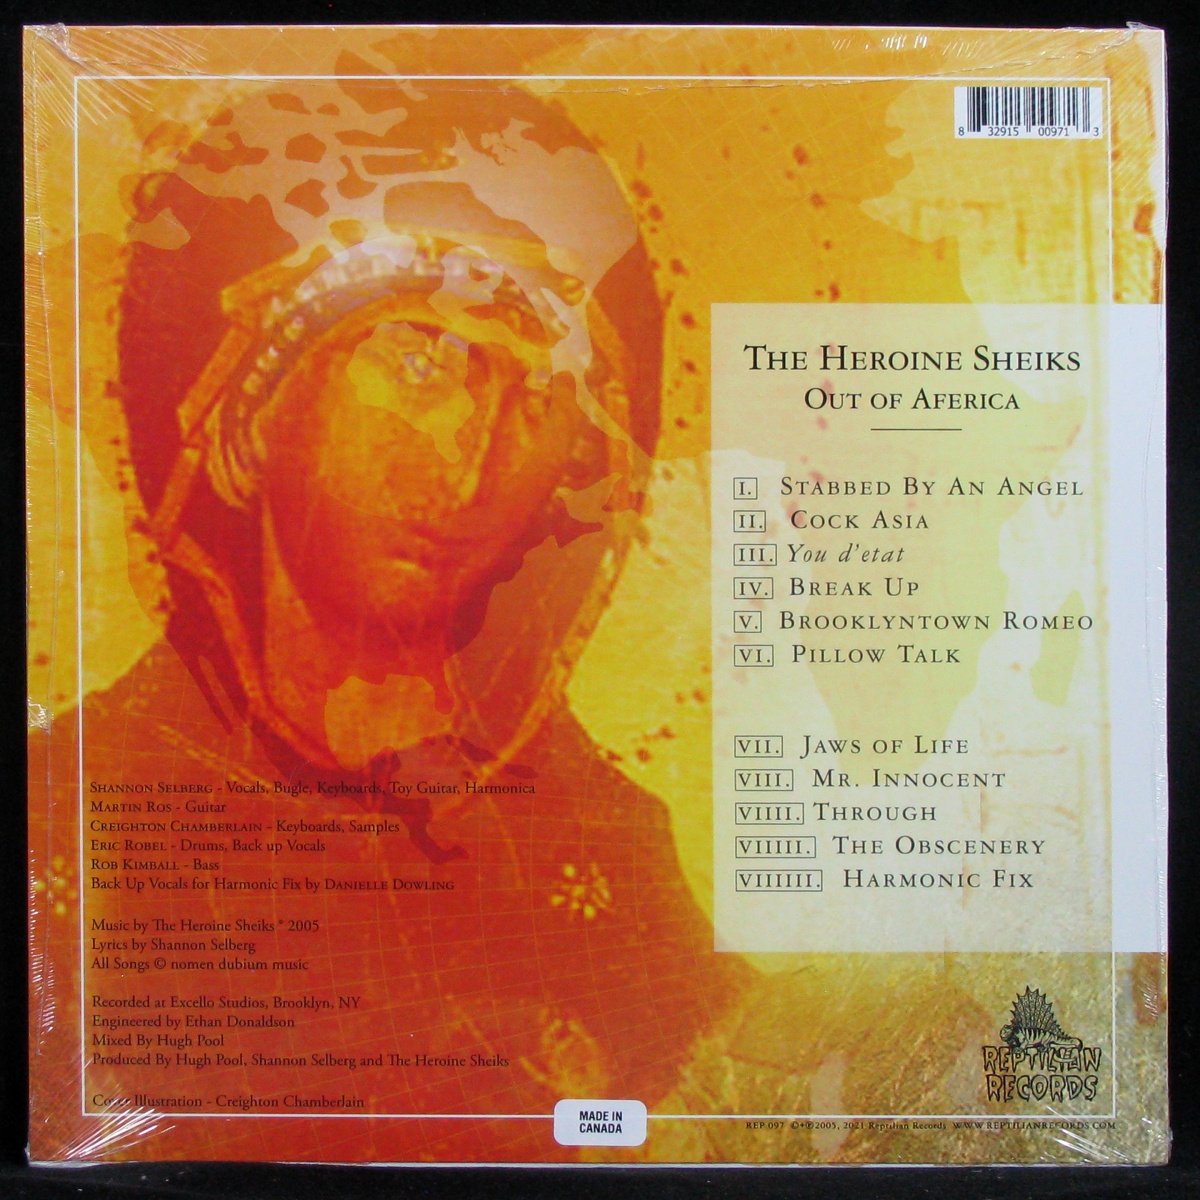 8 32915 00971 3
THE HEROINE SHEIKS
OUT OF AFERICA
I. STABBED BY AN ANGEL
II. COCK ASIA
III. You d'etat
IV. BREAK UP
V. BROOKLYNTOWN ROMEO
VI. PILLOW TALK
VII. JAWS OF LIFE
VIII. MR. INNOCENT
VIIII. THROUGH
VIIIII. THE OBSCENERY
VIIIIII. HARMONIC FIX
SHANNON SELBERG - Vocals, Bugle, Keyboards, Toy Guitar, Harmonica
MARTIN ROS - Guitar
CREIGHTON CHAMBERLAIN - Keyboards, Samples
ERIC ROBEL - Drums, Back up Vocals
ROB KIMBALL - Bass
Back Up Vocals for Harmonic Fix by DANIELLE DOWLING
Music by The Heroine Sheiks * 2005
Lyrics by Shannon Selberg
All Songs © nomen dubium music
Recorded at Excello Studios, Brooklyn, NY
Engineered by Ethan Donaldson
Mixed By Hugh Pool
Produced By Hugh Pool, Shannon Selberg and The Heroine Sheiks
Cover Illustration - Creighton Chamberlain
REPTILIAN
RECORDS
MADE IN
CANADA
REP 097 ©+℗2005, 2021 Reptilian Records WWW.REPTILIANRECORDS.COM